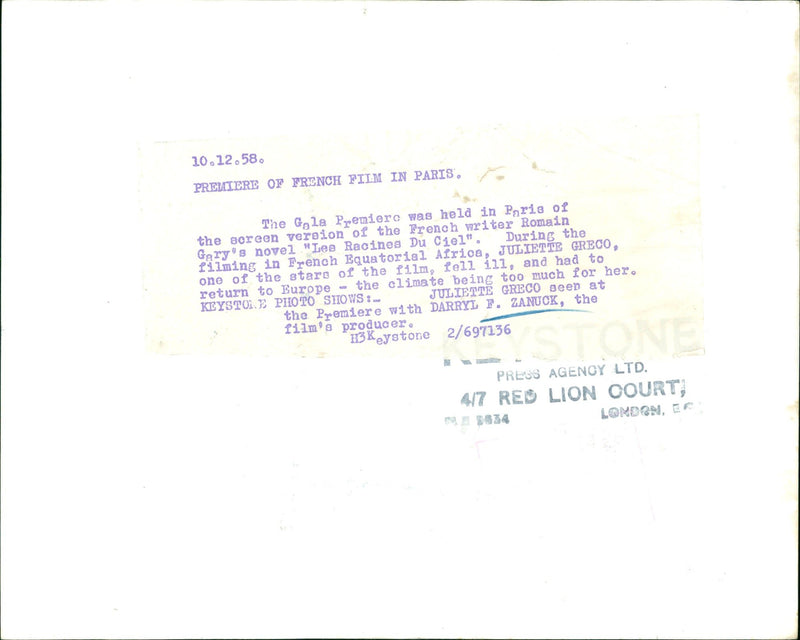 10.12.58.
PREMIERE OF FRENCH FILM IN PARIS.
The Gala Premiere was held in Paris of
the screen version of the French writer Romain
Gary's novel "Les Racines Du Ciel". During the
filming in French Equatorial Africa, JULIETTE GRECO,
one of the stars of the film, fell ill, and had to
return to Europe - the climate being too much for her.
KEYSTONE PHOTO SHOWS:- JULIETTE GRECO seen at
the Premiere with DARRYL F. ZANUCK, the
film's producer.
H3Keystone 2/697136
KEYSTONE
PRESS AGENCY LTD.
4/7 RED LION COURT,
LONDON,